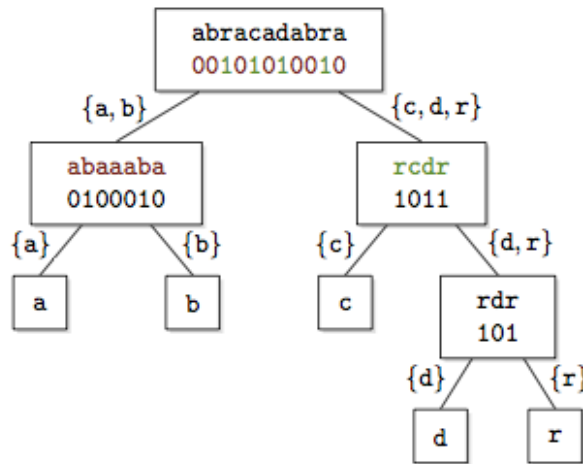 abracadabra
00101010010
{a, b} {c, d, r}
abaaaba rcdr
0100010 1011
{a} {b} {c} {d, r}
a b c rdr
101
{d} {r}
d r